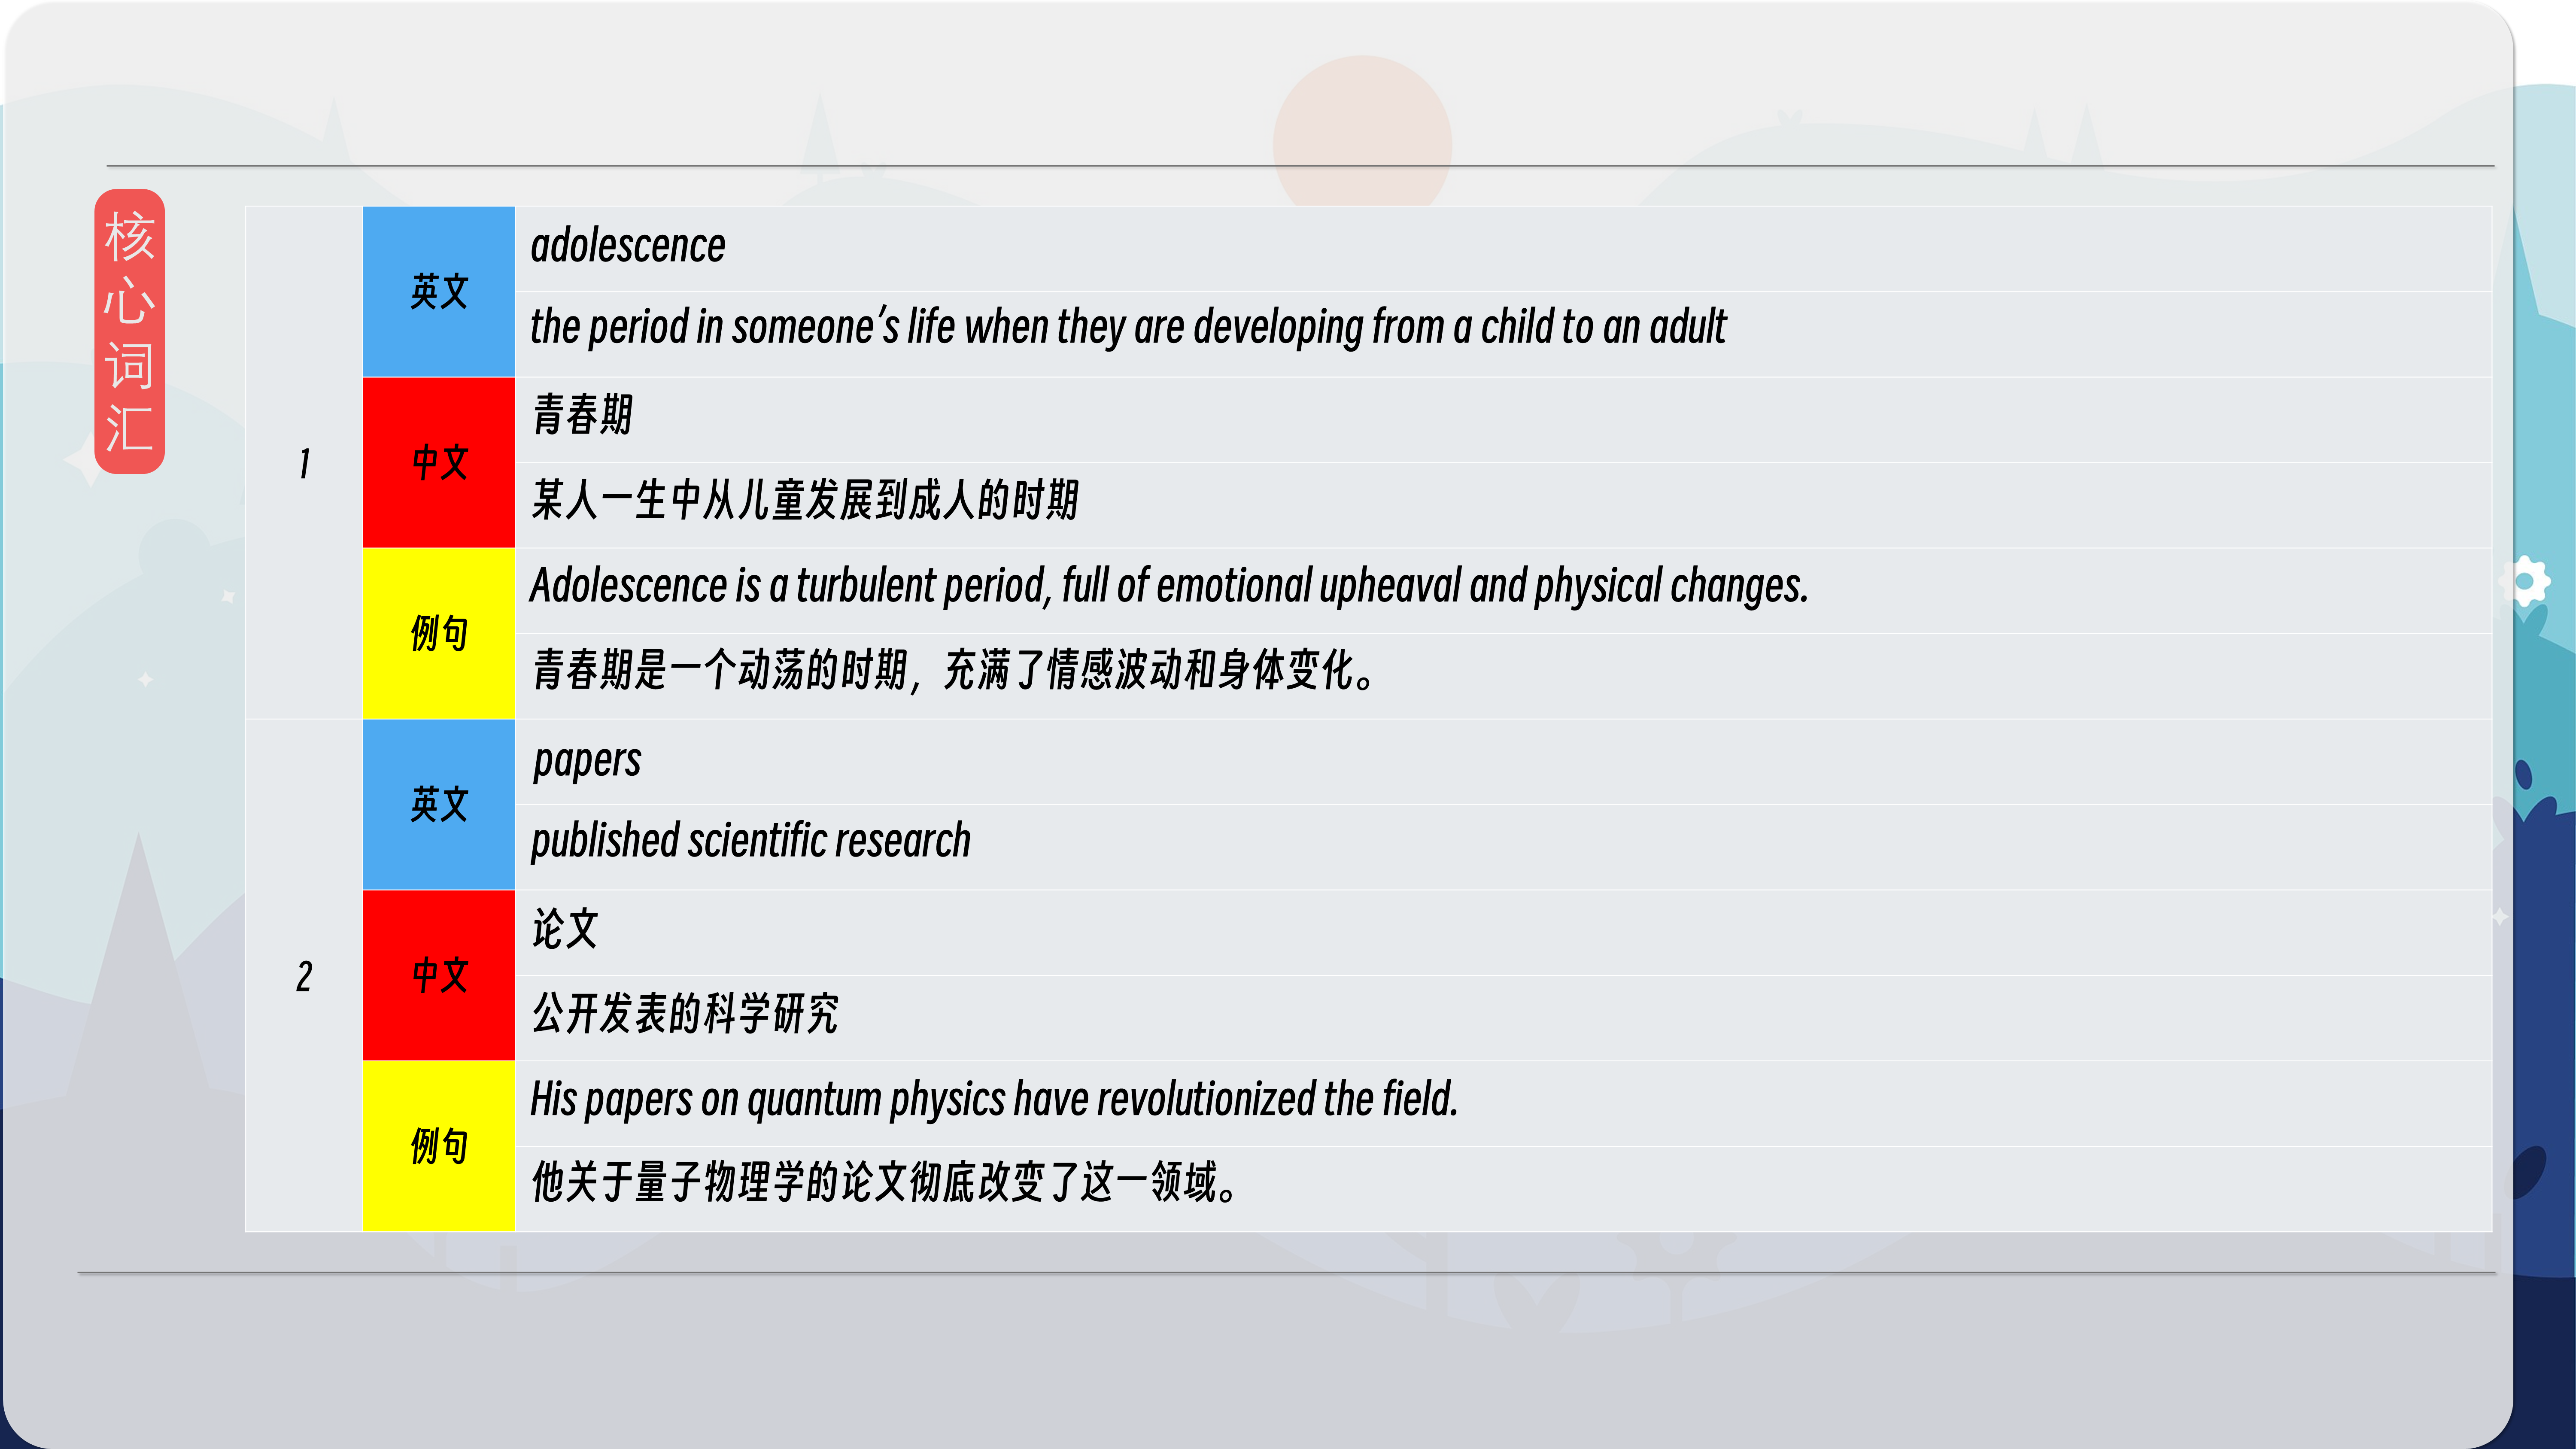 核心词汇
1
英文
adolescence
the period in someone's life when they are developing from a child to an adult
中文
青春期
某人一生中从儿童发展到成人的时期
例句
Adolescence is a turbulent period, full of emotional upheaval and physical changes.
青春期是一个动荡的时期，充满了情感波动和身体变化。
2
英文
papers
published scientific research
中文
论文
公开发表的科学研究
例句
His papers on quantum physics have revolutionized the field.
他关于量子物理学的论文彻底改变了这一领域。